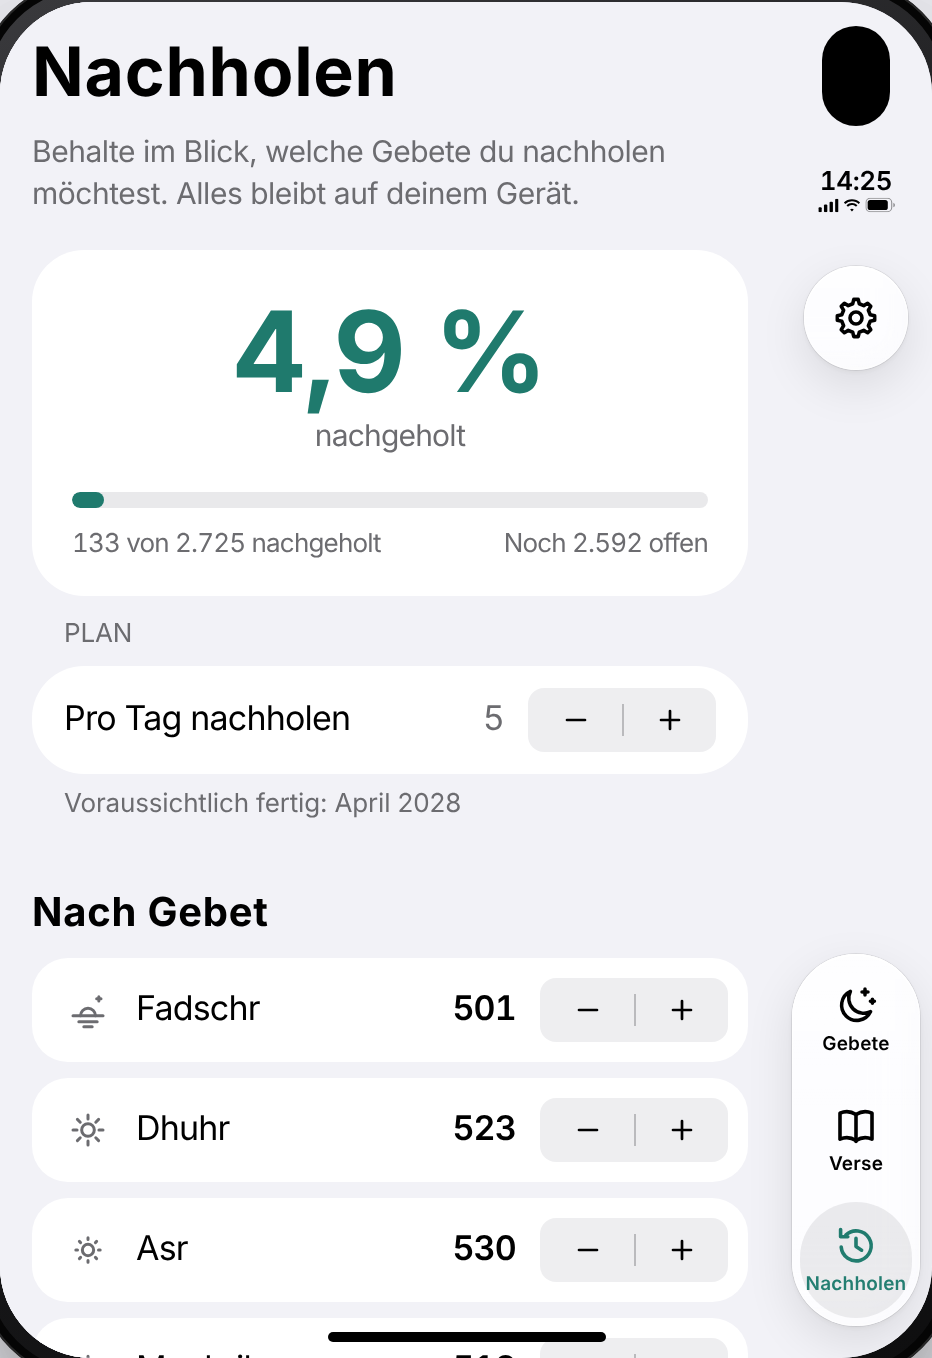 Nachholen
Behalte im Blick, welche Gebete du nachholen
möchtest. Alles bleibt auf deinem Gerät.
14:25
4,9 %
nachgeholt
133 von 2.725 nachgeholt
Noch 2.592 offen
PLAN
Pro Tag nachholen
5
Voraussichtlich fertig: April 2028
Nach Gebet
Fadschr
501
Dhuhr
523
Asr
530
Gebete
Verse
Nachholen